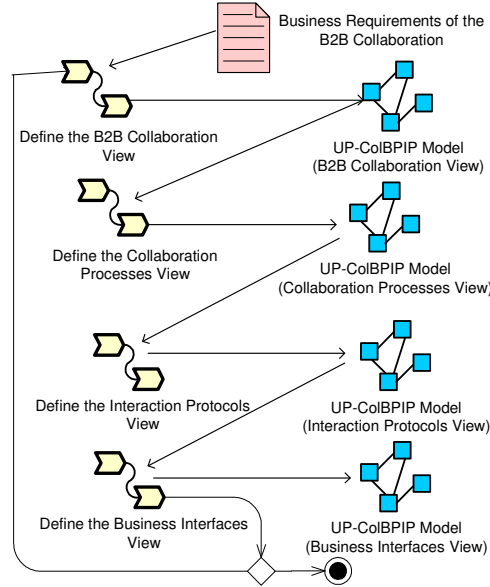 Business Requirements of the
B2B Collaboration
Define the B2B Collaboration
View
UP-ColBPIP Model
(B2B Collaboration View)
Define the Collaboration
Processes View
UP-ColBPIP Model
(Collaboration Processes View)
Define the Interaction Protocols
View
UP-ColBPIP Model
(Interaction Protocols View)
Define the Business Interfaces
View
UP-ColBPIP Model
(Business Interfaces View)